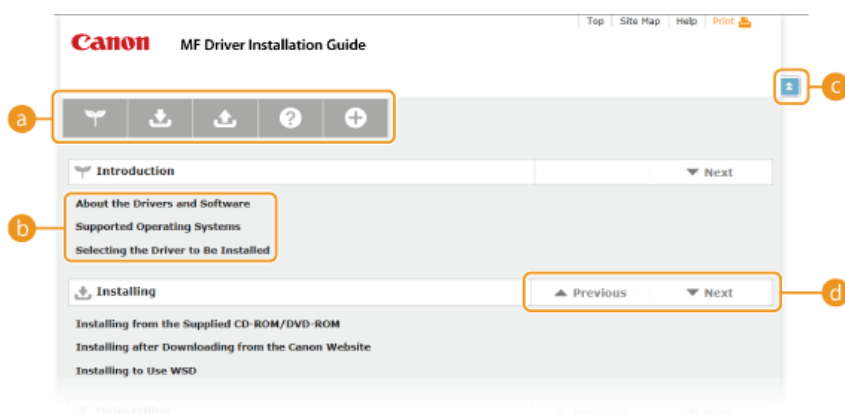 Top Site Map Help Print
Canon MF Driver Installation Guide
c
a
Introduction Next
About the Drivers and Software
b Supported Operating Systems
Selecting the Driver to Be Installed
Installing Previous Next d
Installing from the Supplied CD-ROM/DVD-ROM
Installing after Downloading from the Canon Website
Installing to Use WSD